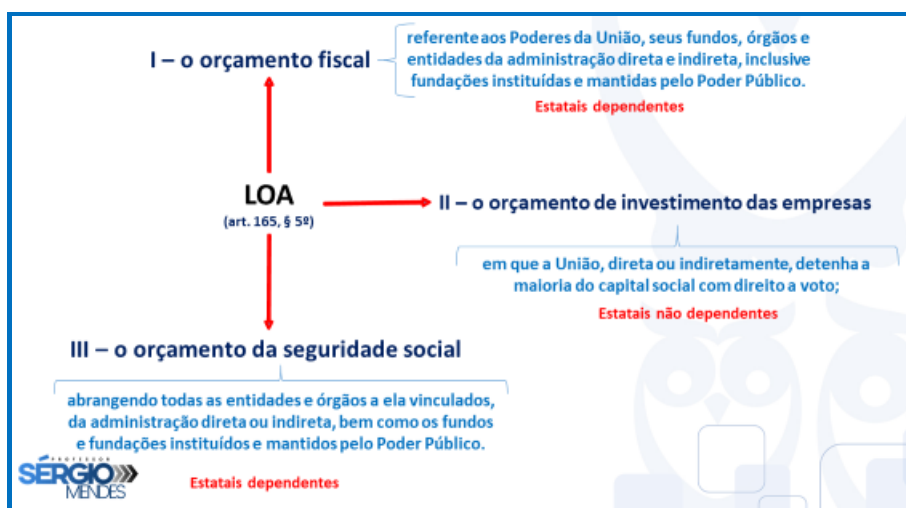 I – o orçamento fiscal
referente aos Poderes da União, seus fundos, órgãos e
entidades da administração direta e indireta, inclusive
fundações instituídas e mantidas pelo Poder Público.
Estatais dependentes
LOA
(art. 165, § 5º)
II – o orçamento de investimento das empresas
em que a União, direta ou indiretamente, detenha a
maioria do capital social com direito a voto;
Estatais não dependentes
III – o orçamento da seguridade social
abrangendo todas as entidades e órgãos a ela vinculados,
da administração direta ou indireta, bem como os fundos
e fundações instituídos e mantidos pelo Poder Público.
Estatais dependentes
PROFESSOR
SÉRGIO
MENDES